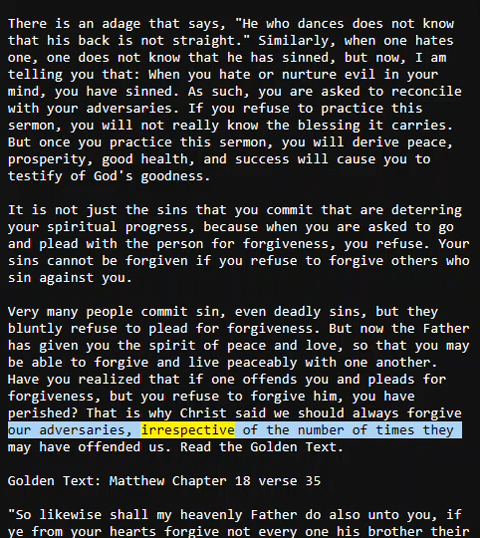 There is an adage that says, "He who dances does not know
that his back is not straight." Similarly, when one hates
one, one does not know that he has sinned, but now, I am
telling you that: When you hate or nurture evil in your
mind, you have sinned. As such, you are asked to reconcile
with your adversaries. If you refuse to practice this
sermon, you will not really know the blessing it carries.
But once you practice this sermon, you will derive peace,
prosperity, good health, and success will cause you to
testify of God's goodness.

It is not just the sins that you commit that are deterring
your spiritual progress, because when you are asked to go
and plead with the person for forgiveness, you refuse. Your
sins cannot be forgiven if you refuse to forgive others who
sin against you.

Very many people commit sin, even deadly sins, but they
bluntly refuse to plead for forgiveness. But now the Father
has given you the spirit of peace and love, so that you may
be able to forgive and live peaceably with one another.
Have you realized that if one offends you and pleads for
forgiveness, but you refuse to forgive him, you have
perished? That is why Christ said we should always forgive
our adversaries, irrespective of the number of times they
may have offended us. Read the Golden Text.

Golden Text: Matthew Chapter 18 verse 35

"So likewise shall my heavenly Father do also unto you, if
ye from your hearts forgive not every one his brother their